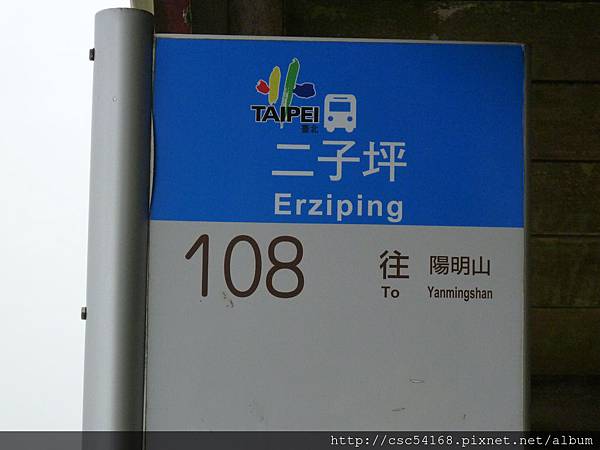 TAIPEI
臺北
二子坪
Erziping
108 往 陽明山
To Yanmingshan
http://csc54168.pixnet.net/album